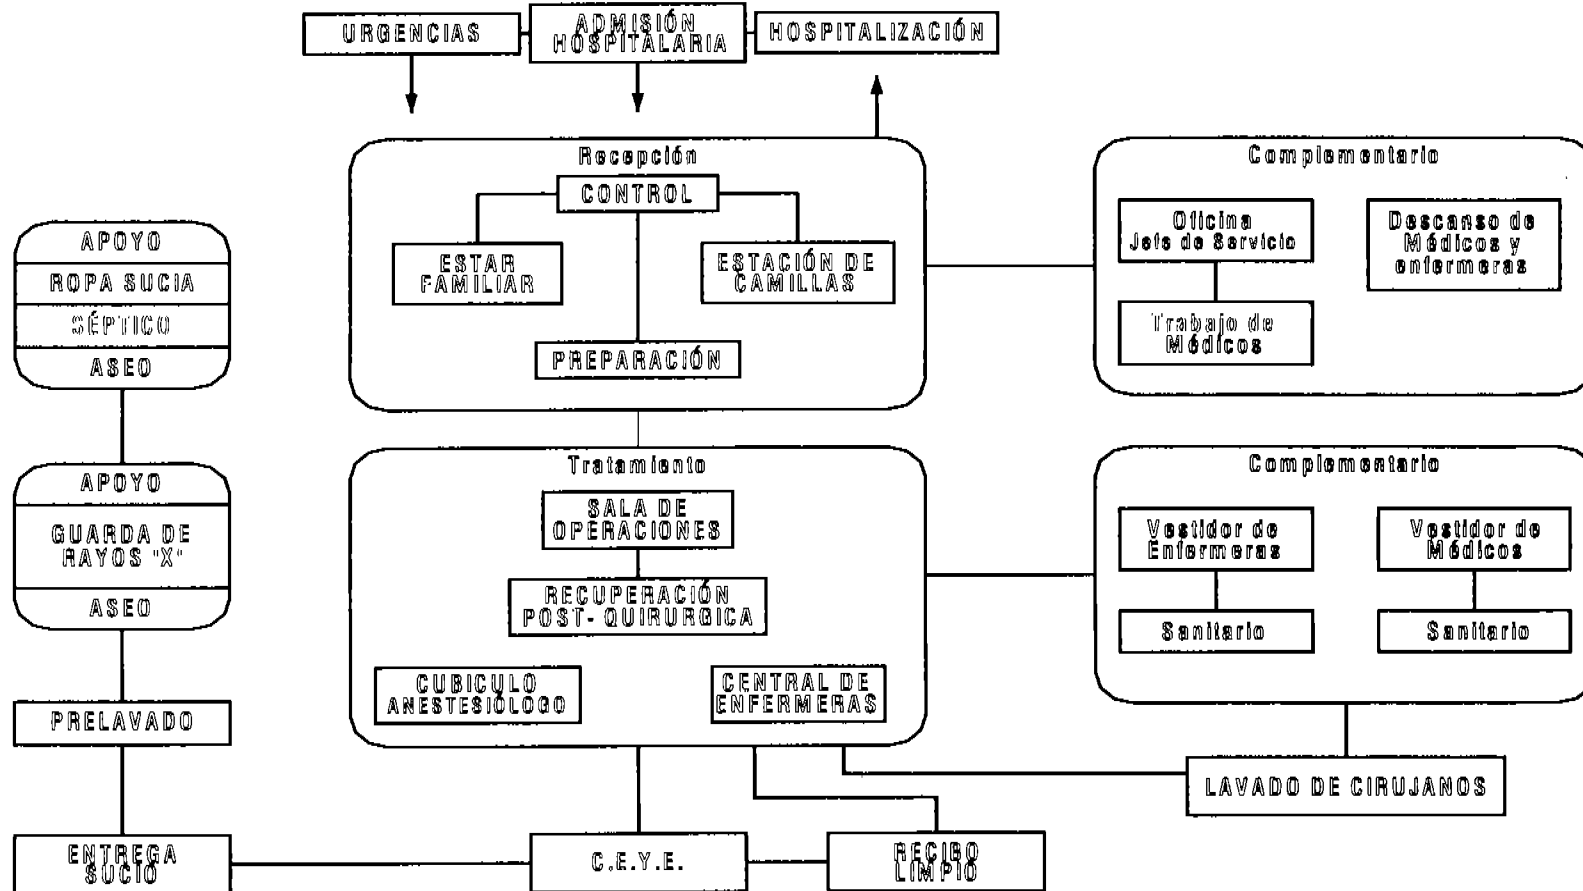 URGENCIAS
ADMISIÓN
HOSPITALARIA
HOSPITALIZACIÓN
Recepción
CONTROL
ESTAR
FAMILIAR
ESTACIÓN DE
CAMILLAS
PREPARACIÓN
Complementario
Oficina
Jefe de Servicio
Descanso de
Médicos y
enfermeras
Trabajo de
Médicos
APOYO
ROPA SUCIA
SÉPTICO
ASEO
APOYO
GUARDA DE
RAYOS "X"
ASEO
PRELAVADO
ENTREGA
SUCIO
Tratamiento
SALA DE
OPERACIONES
RECUPERACIÓN
POST- QUIRURGICA
CUBICULO
ANESTESIÓLOGO
CENTRAL DE
ENFERMERAS
Complementario
Vestidor de
Enfermeras
Vestidor de
Médicos
Sanitario
Sanitario
LAVADO DE CIRUJANOS
C.E.Y.E.
RECIBO
LIMPIO